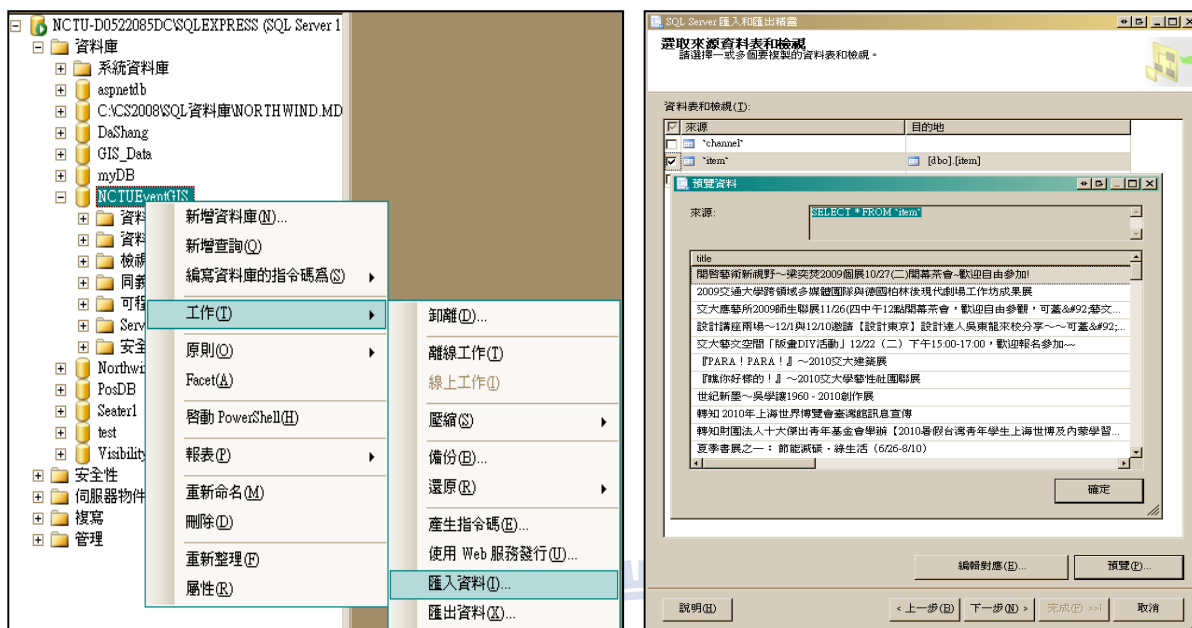 NCTU-D0522085DC\SQLEXPRESS (SQL Server 1
資料庫
系統資料庫
aspnetdb
C:\CS2008\SQL資料庫\NORTHWIND.MD
DaShang
GIS_Data
myDB
NCTUEventGIS
資料
資料
檢視
同義
可程
Serv
安全
Northwi
PosDB
Seater1
test
Visibility
安全性
伺服器物件
複寫
管理
新增資料庫(N)...
新增查詢(Q)
編寫資料庫的指令碼為(S)
工作(T)
原則(O)
Facet(A)
啓動 PowerShell(H)
報表(P)
重新命名(M)
刪除(D)
重新整理(F)
屬性(R)
卸離(D)...
離線工作(T)
線上工作(I)
壓縮(S)
備份(B)...
還原(R)
產生指令碼(E)...
使用 Web 服務發行(U)...
匯入資料(I)...
匯出資料(X)...
SQL Server 匯入和匯出精靈
選取來源資料表和檢視
請選擇一或多個要複製的資料表和檢視。
資料表和檢視(T):
來源 目的地
`channel`
`item` [dbo].[item]
預覽資料
來源: SELECT * FROM `item`
title
開啓藝術新視野～梁奕焚2009個展10/27(二)開幕茶會~歡迎自由參加!
2009交通大學跨領域多媒體團隊與德國柏林後現代劇場工作坊成果展
交大應藝所2009師生聯展11/26(四中午12點開幕茶會，歡迎自由參觀，可蓋&#92;藝文...
設計講座兩場～12/1與12/10邀請【設計東京】設計達人吳東龍來校分享～～可蓋&#92;...
交大藝文空間「版畫DIY活動」12/22（二）下午15:00-17:00，歡迎報名參加~~
『PARA！PARA！』～2010交大建築展
『瞧你好樣的！』～2010交大學藝性社團聯展
世紀新墨～吳學讓1960 - 2010創作展
轉知 2010年上海世界博覽會臺灣館訊息宣傳
轉知財團法人十大傑出青年基金會舉辦【2010暑假台灣青年學生上海世博及內蒙學習...
夏季書展之一： 節能減碳．綠生活（6/26-8/10）
確定
編輯對應(E)... 預覽(P)...
說明(H) < 上一步(B) 下一步(N) > 完成(F) >>| 取消